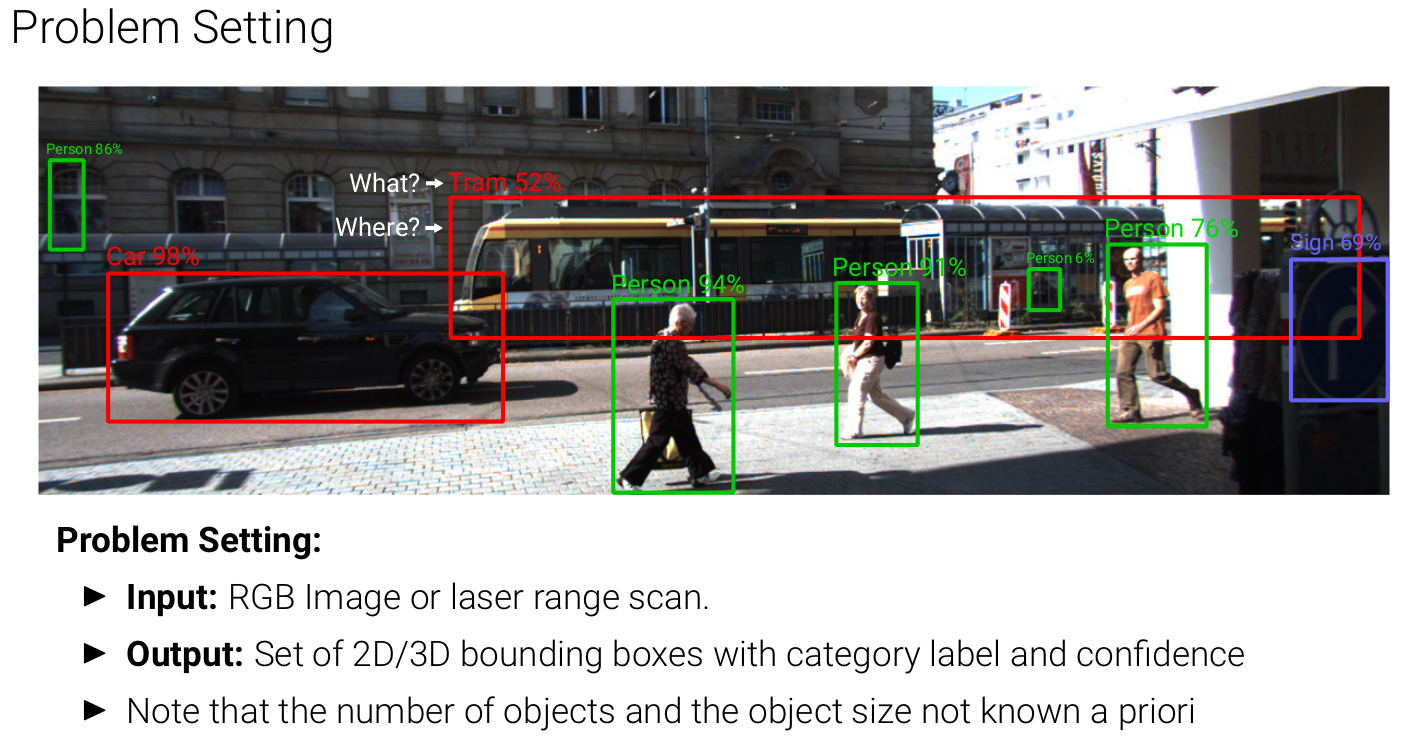 Problem Setting
Person 86%
What? → Tram 52%
Where? →
Person 76%
Sign 69%
Car 98%
Person 94%
Person 91%
Person 6%
Problem Setting:
► Input: RGB Image or laser range scan.
► Output: Set of 2D/3D bounding boxes with category label and confidence
► Note that the number of objects and the object size not known a priori